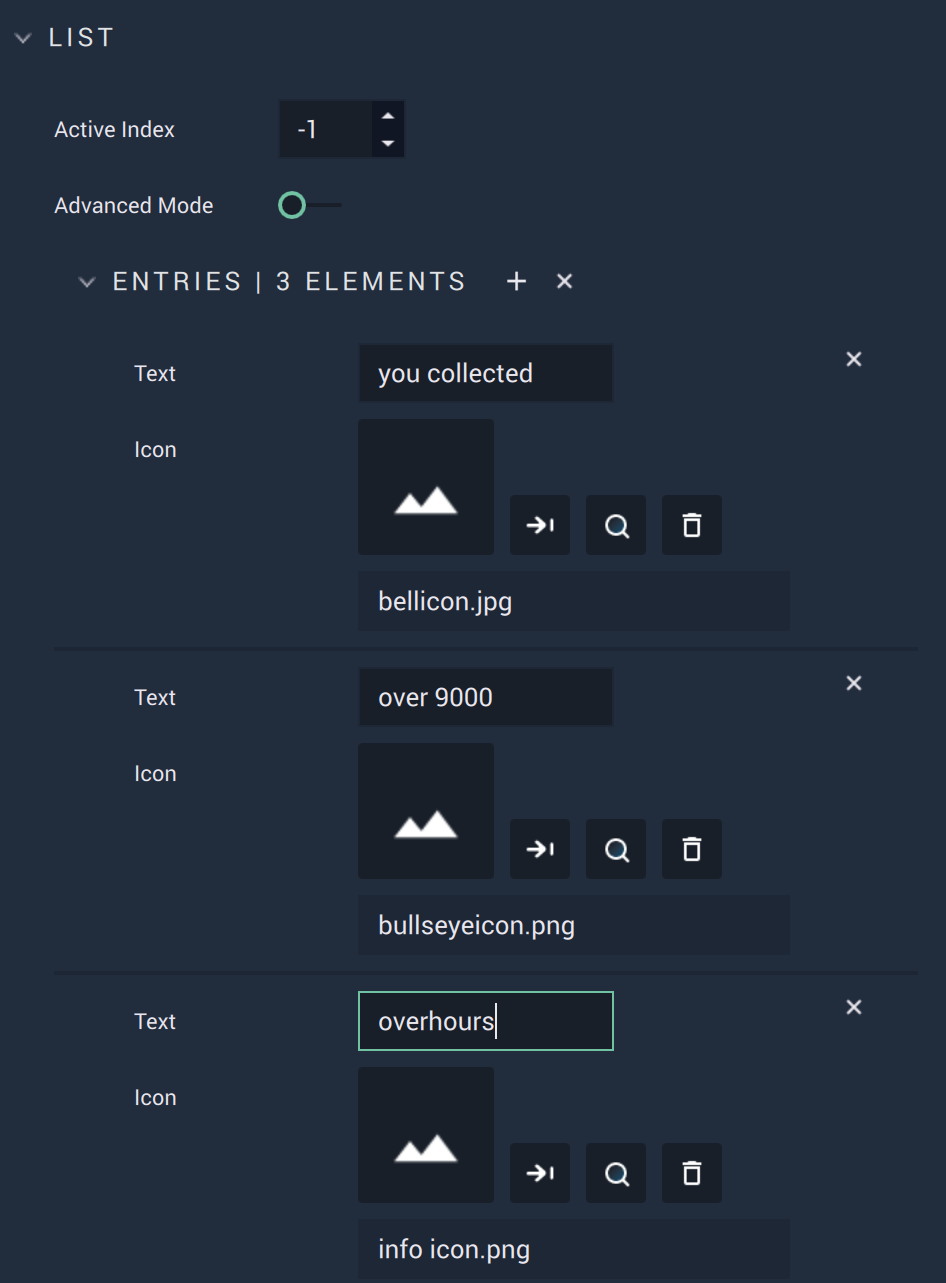 LIST
Active Index -1
Advanced Mode
ENTRIES | 3 ELEMENTS
Text you collected
Icon
bellicon.jpg
Text over 9000
Icon
bullseyeicon.png
Text overhours
Icon
info icon.png